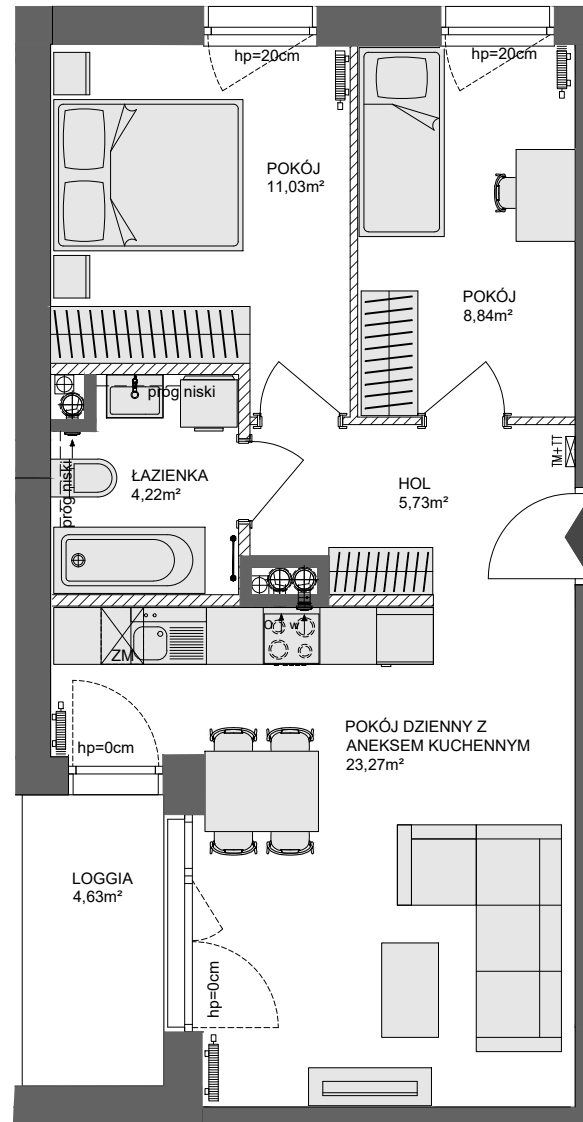 hp=20cm
hp=20cm
POKÓJ
11,03m²
POKÓJ
8,84m²
próg niski
TM+TT
ŁAZIENKA
4,22m²
HOL
5,73m²
próg niski
O w
ZM
hp=0cm
POKÓJ DZIENNY Z
ANEKSEM KUCHENNYM
23,27m²
LOGGIA
4,63m²
hp=0cm